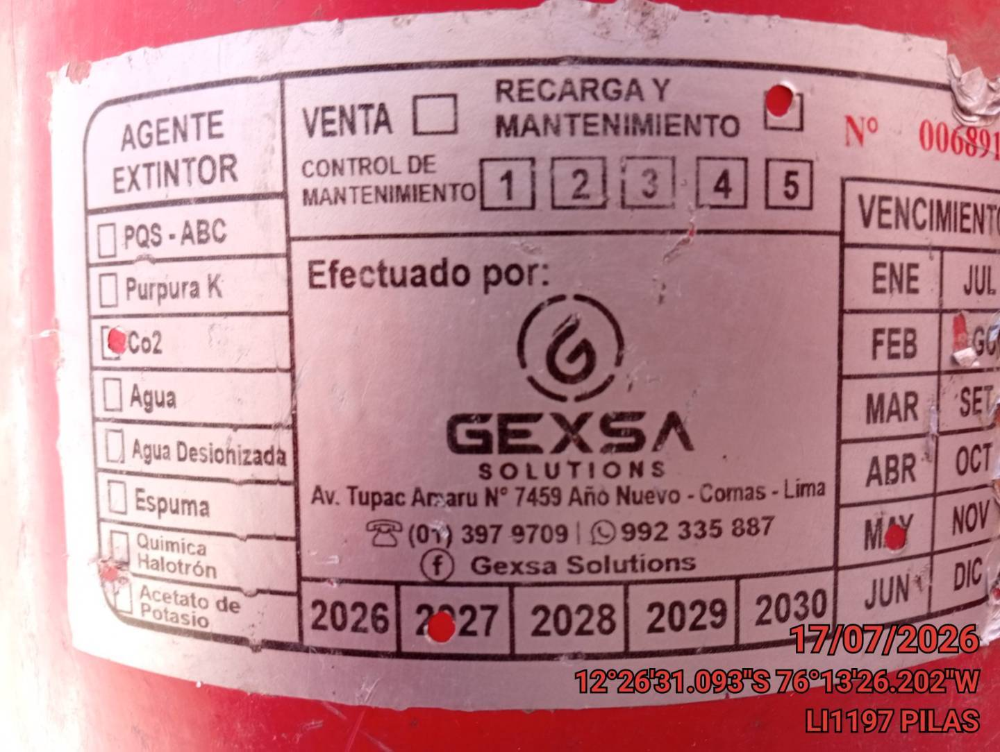 AGENTE
EXTINTOR
PQS - ABC
Purpura K
Co2
Agua
Agua Desionizada
Espuma
Quimica
Halotrón
Acetato de
Potasio
VENTA
RECARGA Y
MANTENIMIENTO
CONTROL DE
MANTENIMIENTO
1 2 3 4 5
Efectuado por:
GEXSA
SOLUTIONS
Av. Tupac Amaru N° 7459 Año Nuevo - Comas - Lima
(01) 397 9709 | 992 335 887
f Gexsa Solutions
2026 2027 2028 2029 2030
N° 006891
VENCIMIENTO
ENE JUL
FEB
MAR SET
ABR OCT
MAY NOV
JUN DIC
17/07/2026
12°26'31.093"S 76°13'26.202"W
LI1197 PILAS